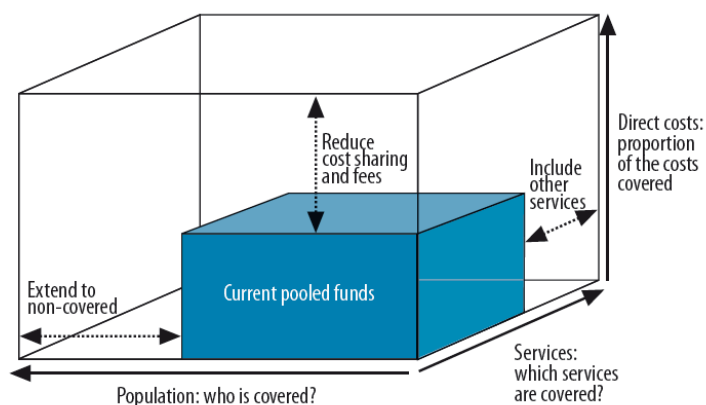 Reduce
cost sharing
and fees
Include
other
services
Direct costs:
proportion
of the costs
covered
Extend to
non-covered
Current pooled funds
Population: who is covered?
Services:
which services
are covered?